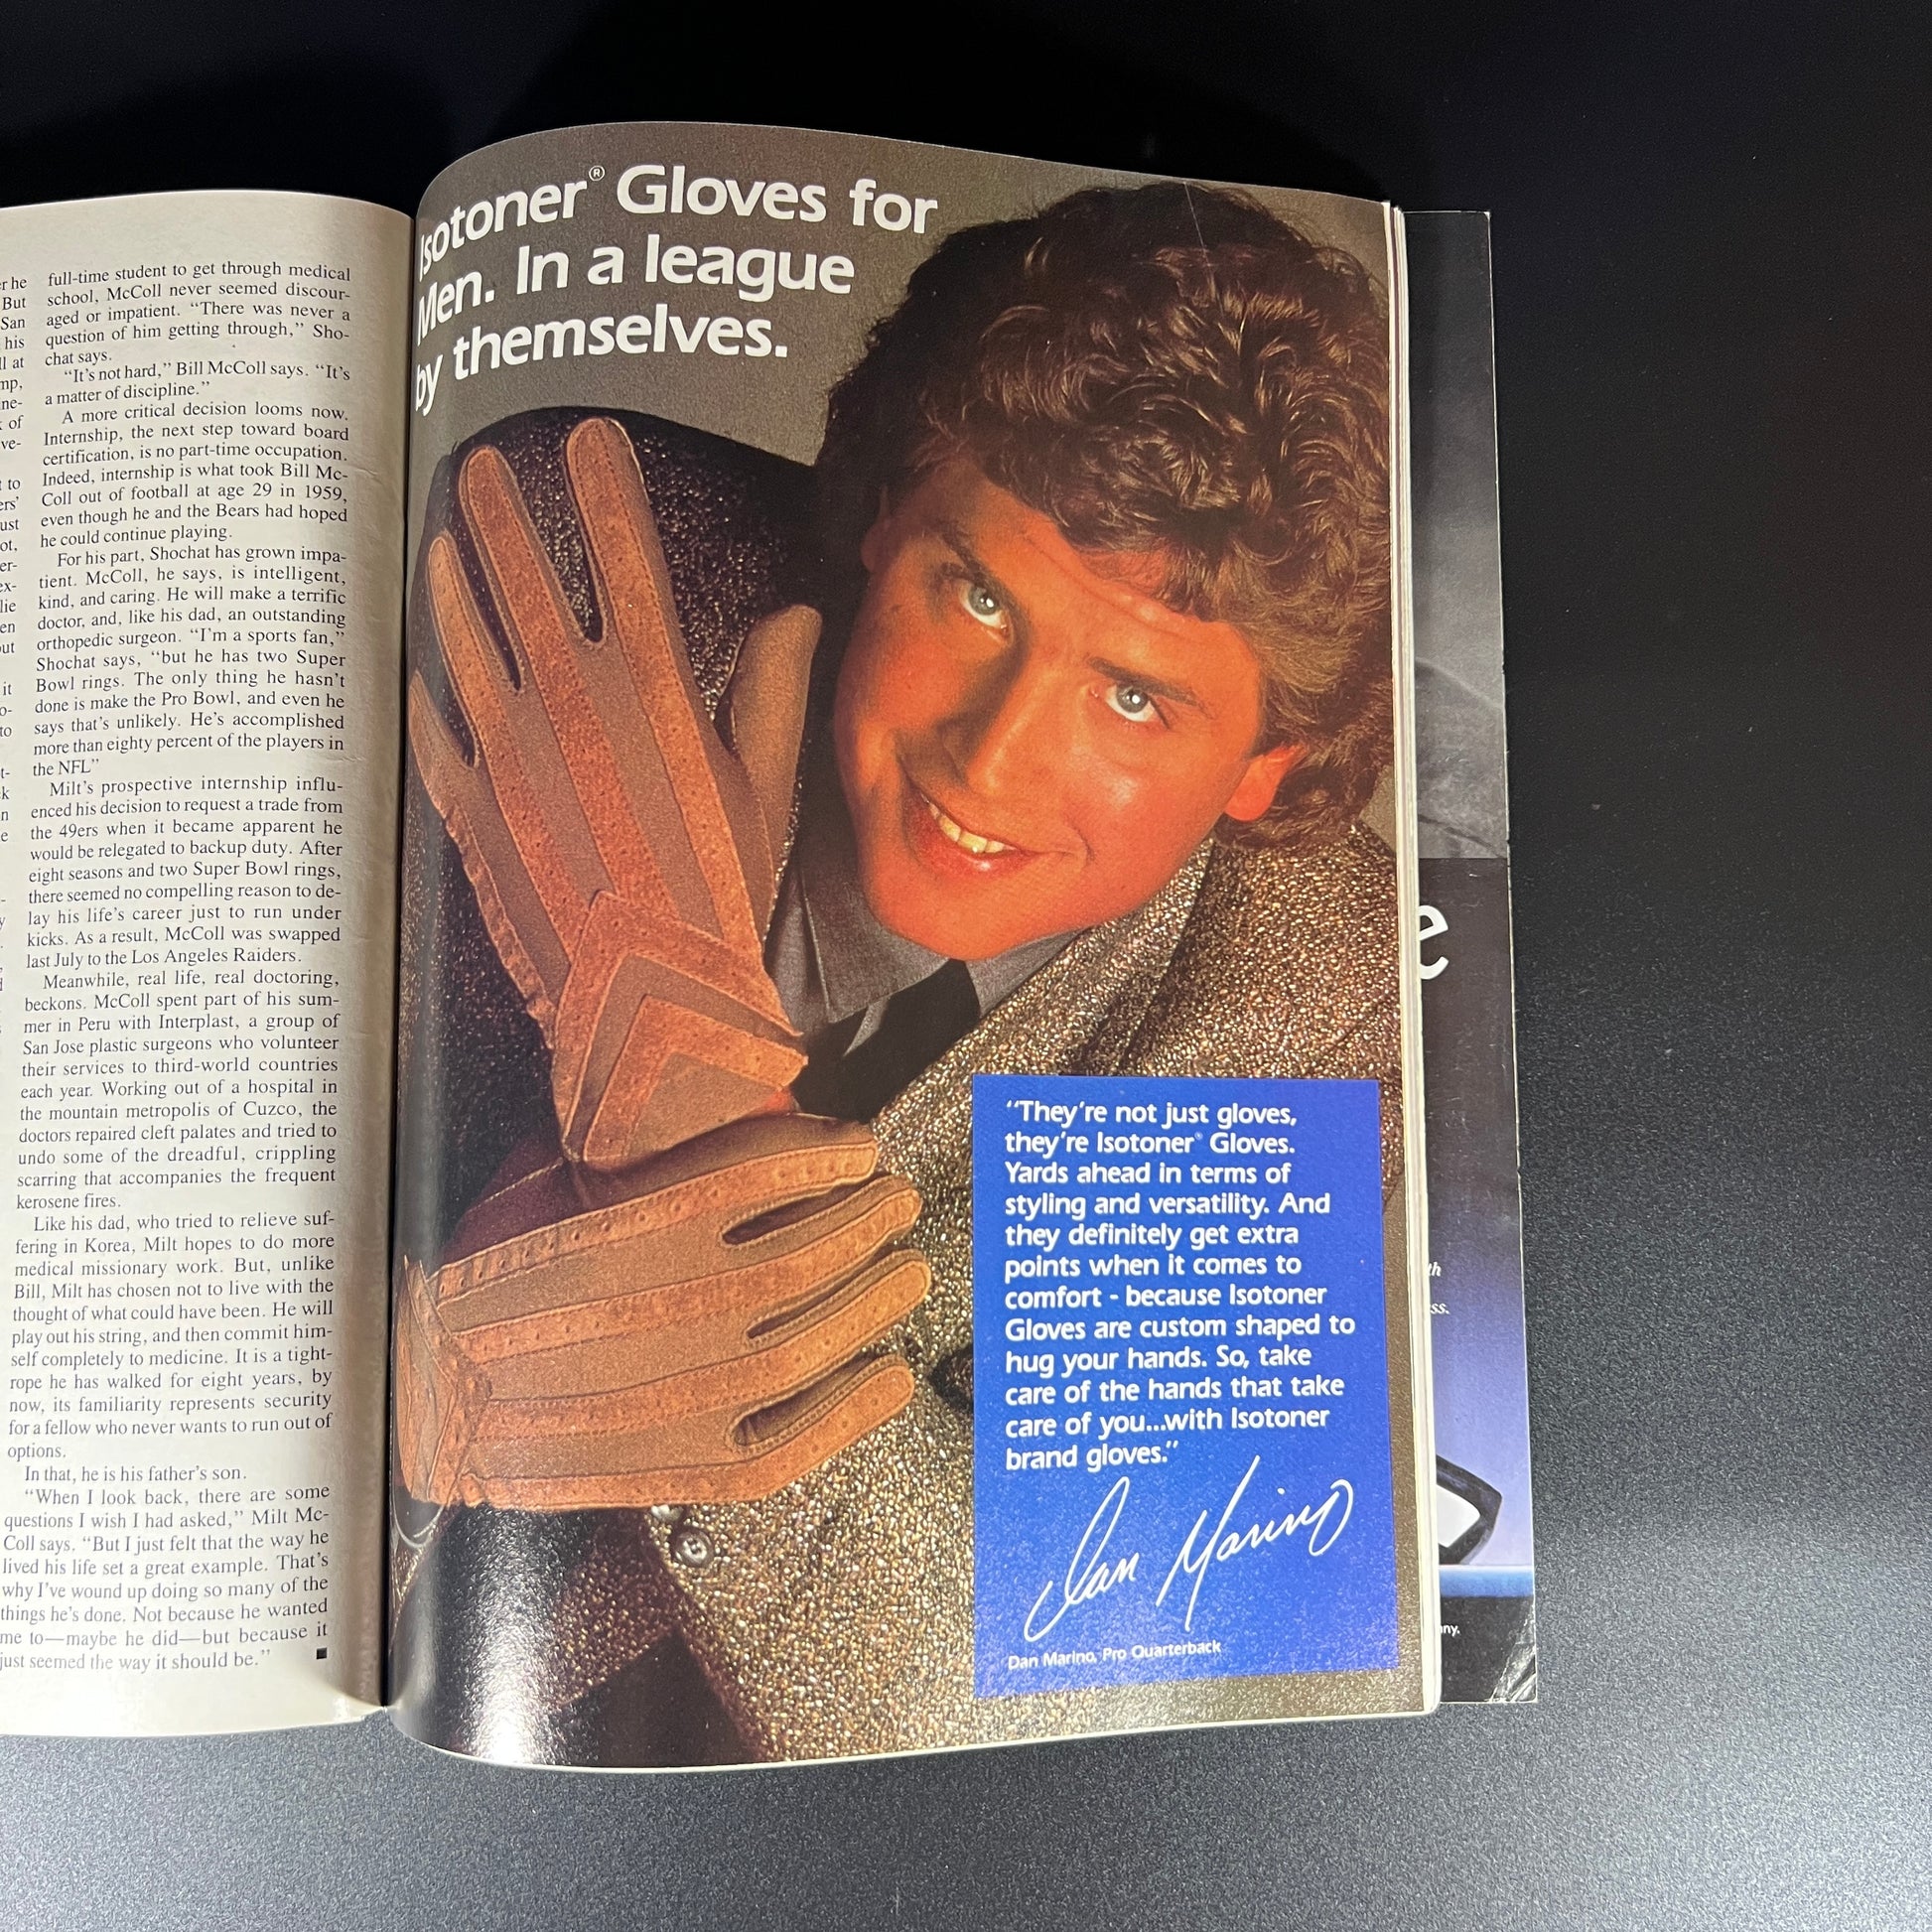 r he
But
San
his
ll at
mp,
ne-
of
ve-
to
ers'
ust
ot,
er-
ex-
lie
en
out
it
o-
to
t-
k
n
e
full-time student to get through medical
school, McColl never seemed discour-
aged or impatient. “There was never a
question of him getting through,” Sho-
chat says.
“It's not hard,” Bill McColl says. “It's
a matter of discipline.”
A more critical decision looms now.
Internship, the next step toward board
certification, is no part-time occupation.
Indeed, internship is what took Bill Mc-
Coll out of football at age 29 in 1959,
even though he and the Bears had hoped
he could continue playing.
For his part, Shochat has grown impa-
tient. McColl, he says, is intelligent,
kind, and caring. He will make a terrific
doctor, and, like his dad, an outstanding
orthopedic surgeon. “I'm a sports fan,”
Shochat says, “but he has two Super
Bowl rings. The only thing he hasn't
done is make the Pro Bowl, and even he
says that's unlikely. He's accomplished
more than eighty percent of the players in
the NFL”
Milt's prospective internship influ-
enced his decision to request a trade from
the 49ers when it became apparent he
would be relegated to backup duty. After
eight seasons and two Super Bowl rings,
there seemed no compelling reason to de-
lay his life's career just to run under
kicks. As a result, McColl was swapped
last July to the Los Angeles Raiders.
Meanwhile, real life, real doctoring,
beckons. McColl spent part of his sum-
mer in Peru with Interplast, a group of
San Jose plastic surgeons who volunteer
their services to third-world countries
each year. Working out of a hospital in
the mountain metropolis of Cuzco, the
doctors repaired cleft palates and tried to
undo some of the dreadful, crippling
scarring that accompanies the frequent
kerosene fires.
Like his dad, who tried to relieve suf-
fering in Korea, Milt hopes to do more
medical missionary work. But, unlike
Bill, Milt has chosen not to live with the
thought of what could have been. He will
play out his string, and then commit him-
self completely to medicine. It is a tight-
rope he has walked for eight years, by
now, its familiarity represents security
for a fellow who never wants to run out of
options.
In that, he is his father's son.
“When I look back, there are some
questions I wish I had asked,” Milt Mc-
Coll says. “But I just felt that the way he
lived his life set a great example. That's
why I've wound up doing so many of the
things he's done. Not because he wanted
me to—maybe he did—but because it
just seemed the way it should be.”
Isotoner® Gloves for
Men. In a league
by themselves.
“They're not just gloves,
they're Isotoner® Gloves.
Yards ahead in terms of
styling and versatility. And
they definitely get extra
points when it comes to
comfort - because Isotoner
Gloves are custom shaped to
hug your hands. So, take
care of the hands that take
care of you...with Isotoner
brand gloves.”
Dan Marino
Dan Marino, Pro Quarterback
e
th
ss.
ny.